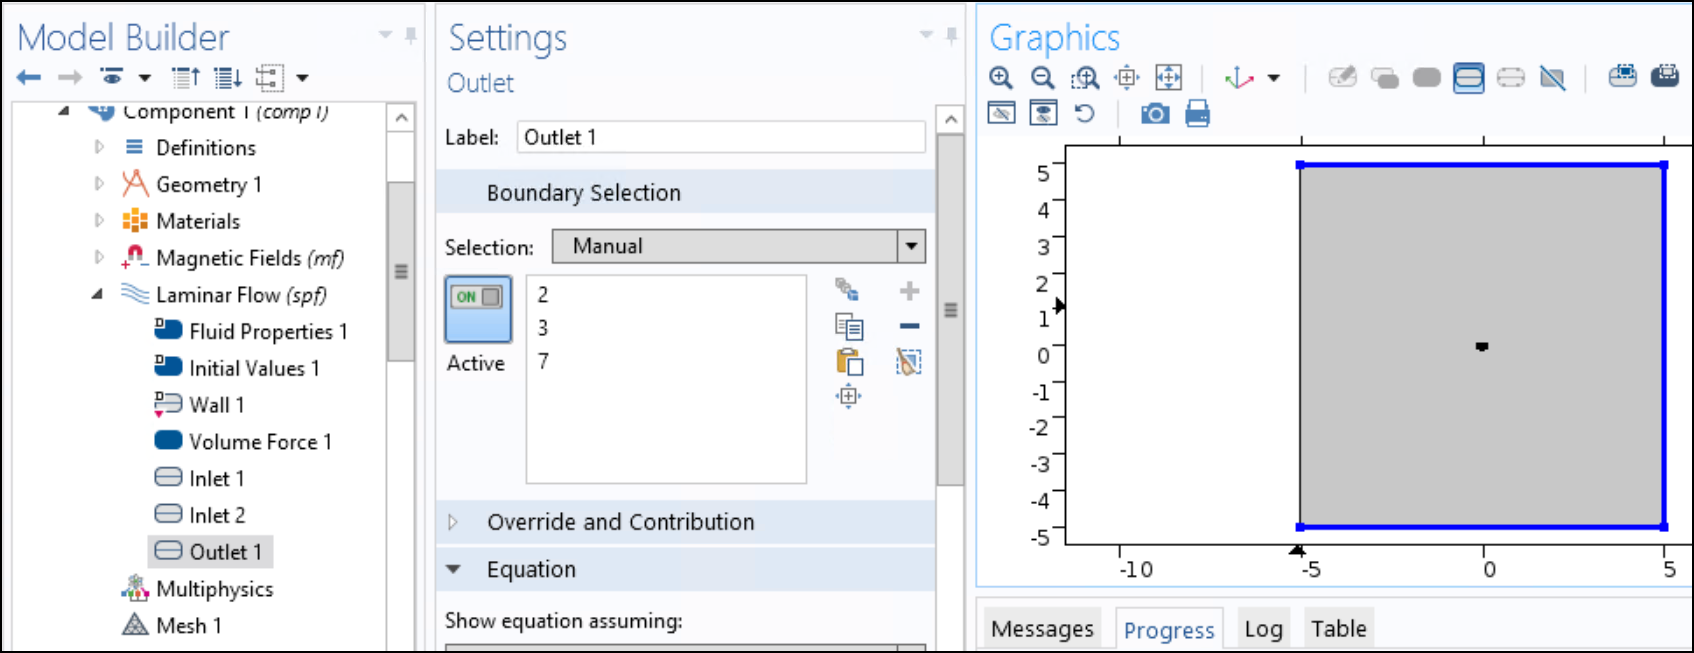 Model Builder
Component 1 (comp1)
Definitions
Geometry 1
Materials
Magnetic Fields (mf)
Laminar Flow (spf)
D Fluid Properties 1
D Initial Values 1
D Wall 1
Volume Force 1
Inlet 1
Inlet 2
Outlet 1
Multiphysics
Mesh 1
Settings
Outlet
Label: Outlet 1
Boundary Selection
Selection: Manual
ON
Active
2
3
7
Override and Contribution
Equation
Show equation assuming:
Graphics
5
4
3
2
1
0
-1
-2
-3
-4
-5
-10 -5 0 5
Messages Progress Log Table